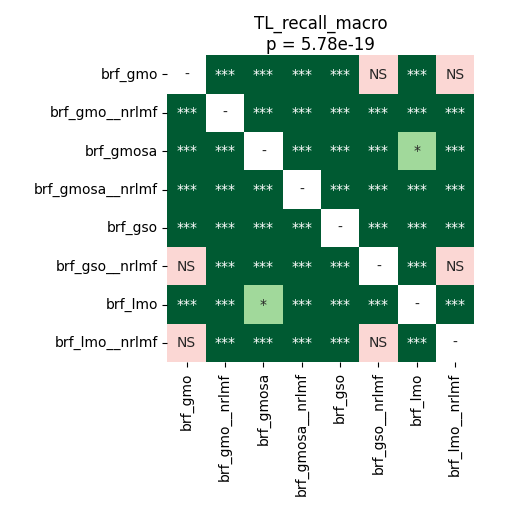 TL_recall_macro
p = 5.78e-19
brf_gmo - *** *** *** *** NS *** NS
brf_gmo__nrlmf *** - *** *** *** *** *** ***
brf_gmosa *** *** - *** *** *** * ***
brf_gmosa__nrlmf *** *** *** - *** *** *** ***
brf_gso *** *** *** *** - *** *** ***
brf_gso__nrlmf NS *** *** *** *** - *** NS
brf_lmo *** *** * *** *** *** - ***
brf_lmo__nrlmf NS *** *** *** *** NS *** -
brf_gmo
brf_gmo__nrlmf
brf_gmosa
brf_gmosa__nrlmf
brf_gso
brf_gso__nrlmf
brf_lmo
brf_lmo__nrlmf